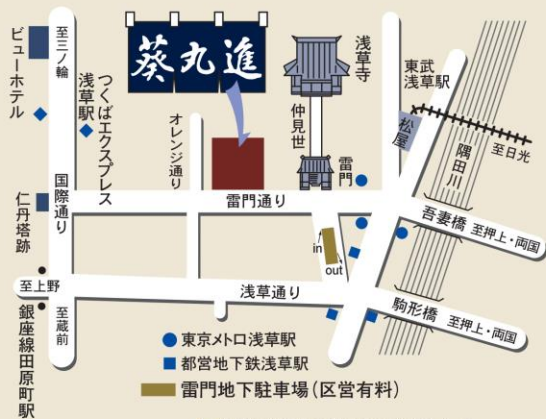 至三ノ輪
ビューホテル
つくばエクスプレス
浅草駅
葵丸進
オレンジ通り
浅草寺
仲見世
雷門
東武
浅草駅
松屋
至日光
隅田川
国際通り
仁丹塔跡
雷門通り
吾妻橋 至押上・両国
in
out
至上野
浅草通り
駒形橋 至押上・両国
至蔵前
銀座線田原町駅
東京メトロ浅草駅
都営地下鉄浅草駅
雷門地下駐車場(区営有料)